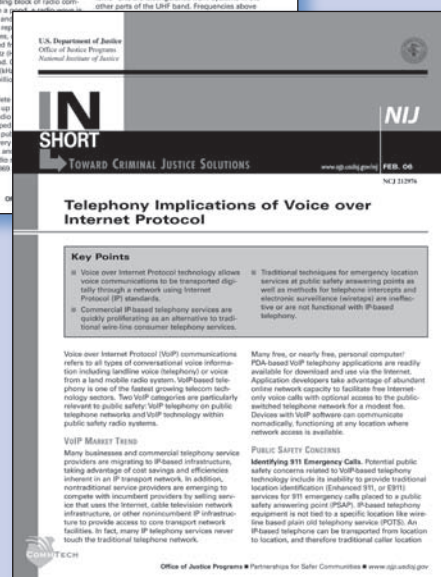 other parts of the UHF band. Frequencies above
U.S. Department of Justice
Office of Justice Programs
National Institute of Justice
IN
SHORT
TOWARD CRIMINAL JUSTICE SOLUTIONS
NIJ
www.ojp.usdoj.gov/nij FEB. 06
NCJ 212976
Telephony Implications of Voice over
Internet Protocol
Key Points
■ Voice over Internet Protocol technology allows
voice communications to be transported digi-
tally through a network using Internet
Protocol (IP) standards.
■ Commercial IP-based telephony services are
quickly proliferating as an alternative to tradi-
tional wire-line consumer telephony services.
■ Traditional techniques for emergency location
services at public safety answering points as
well as methods for telephone intercepts and
electronic surveillance (wiretaps) are ineffec-
tive or are not functional with IP-based
telephony.
Voice over Internet Protocol (VoIP) communications
refers to all types of conversational voice informa-
tion including landline voice (telephony) or voice
from a land mobile radio system. VoIP-based tele-
phony is one of the fastest growing telecom tech-
nology sectors. Two VoIP categories are particularly
relevant to public safety: VoIP telephony on public
telephone networks and VoIP technology within
public safety radio systems.
VOIP MARKET TREND
Many businesses and commercial telephony service
providers are migrating to IP-based infrastructure,
taking advantage of cost savings and efficiencies
inherent in an IP transport network. In addition,
nontraditional service providers are emerging to
compete with incumbent providers by selling serv-
ice that uses the Internet, cable television network
infrastructure, or other nonincumbent IP infrastruc-
ture to provide access to core transport network
facilities. In fact, many IP telephony services never
touch the traditional telephone network.
Many free, or nearly free, personal computer/
PDA-based VoIP telephony applications are readily
available for download and use via the Internet.
Application developers take advantage of abundant
online network capacity to facilitate free Internet-
only voice calls with optional access to the public-
switched telephone network for a modest fee.
Devices with VoIP software can communicate
nomadically, functioning at any location where
network access is available.
PUBLIC SAFETY CONCERNS
Identifying 911 Emergency Calls. Potential public
safety concerns related to VoIP-based telephony
technology include its inability to provide traditional
location identification (Enhanced 911, or E911)
services for 911 emergency calls placed to a public
safety answering point (PSAP). IP-based telephony
equipment is not tied to a specific location like wire-
line based plain old telephony service (POTS). An
IP-based telephone can be transported from location
to location, and therefore traditional caller location
COMMTECH
Office of Justice Programs ■ Partnerships for Safer Communities ■ www.ojp.usdoj.gov